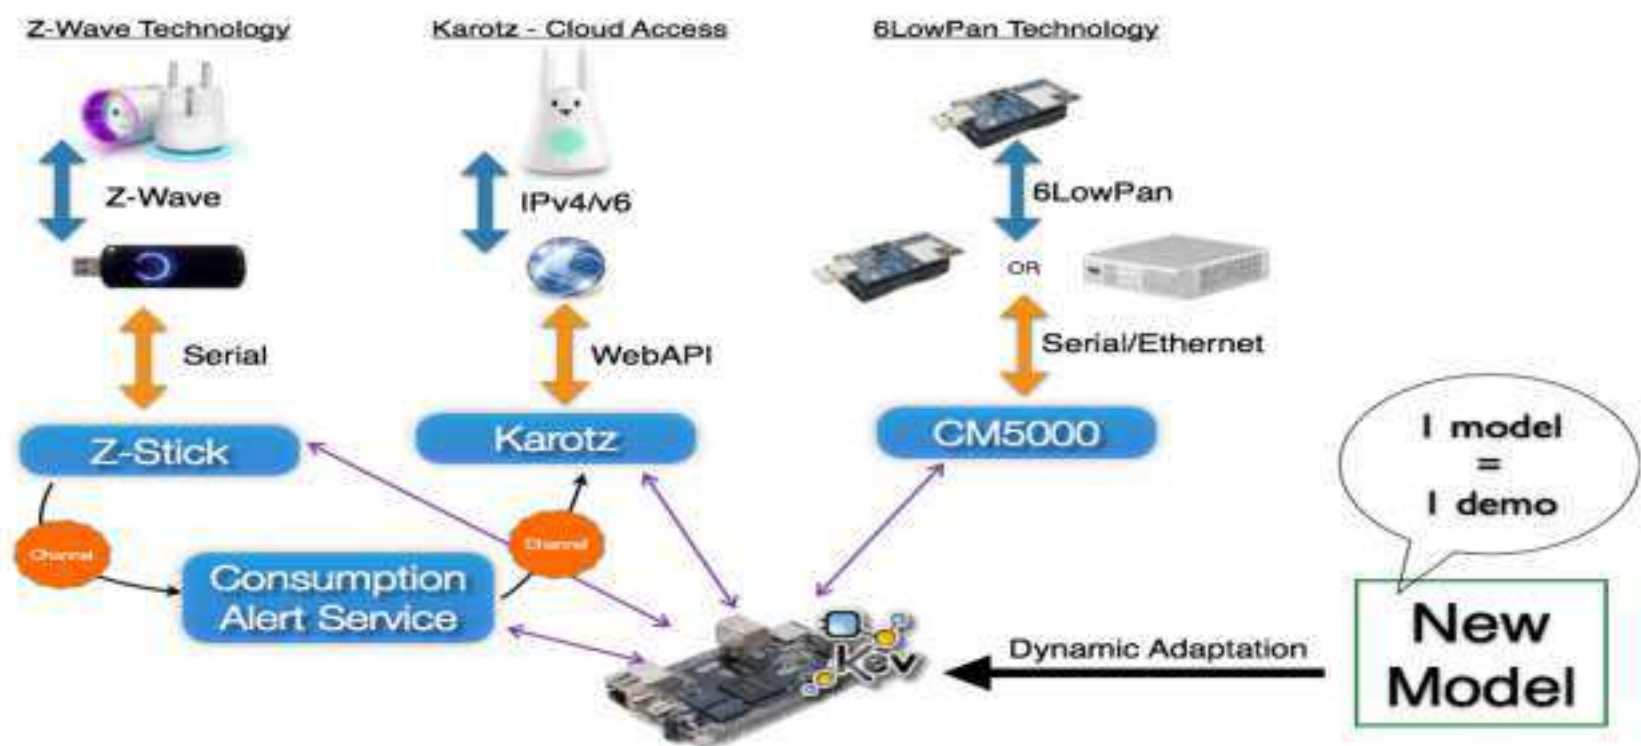 Z-Wave Technology
Karotz - Cloud Access
6LowPan Technology
Z-Wave
IPv4/v6
6LowPan
OR
Serial
WebAPI
Serial/Ethernet
Z-Stick
Karotz
CM5000
I model
=
I demo
Channel
Channel
Consumption
Alert Service
Kev
Dynamic Adaptation
New
Model